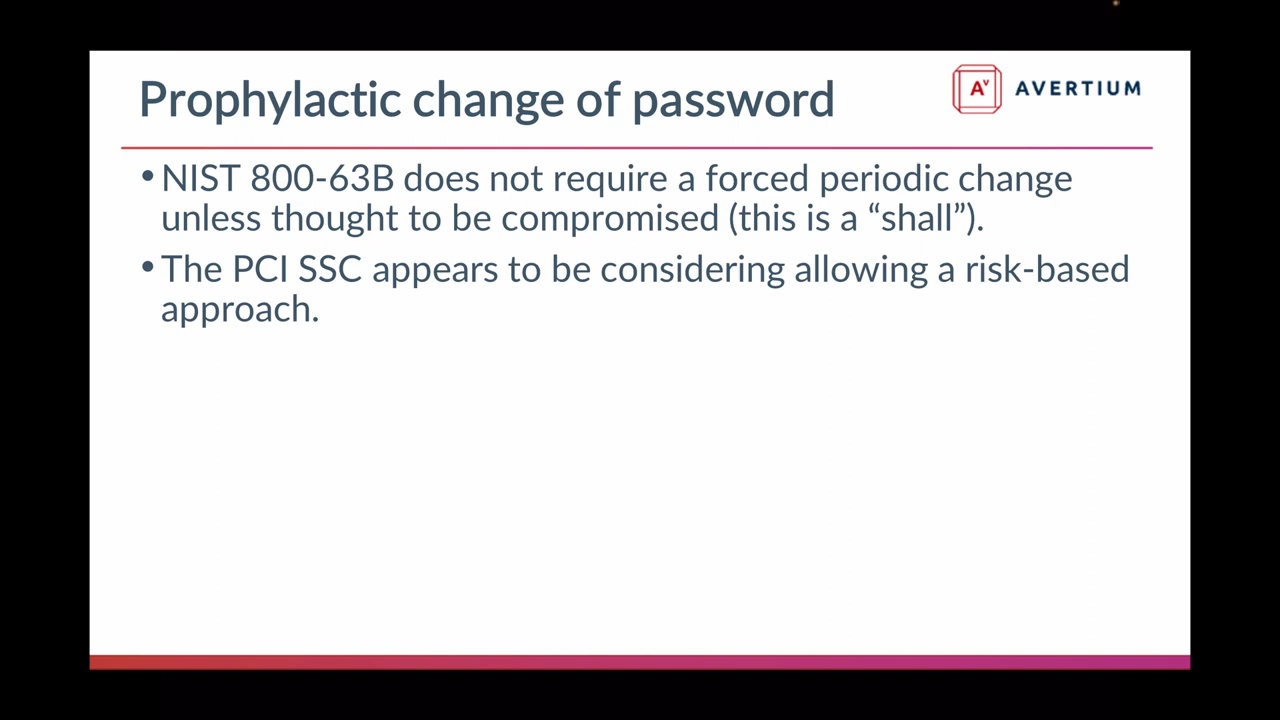 Prophylactic change of password
AV AVERTIUM
•NIST 800-63B does not require a forced periodic change
unless thought to be compromised (this is a “shall”).
•The PCI SSC appears to be considering allowing a risk-based
approach.